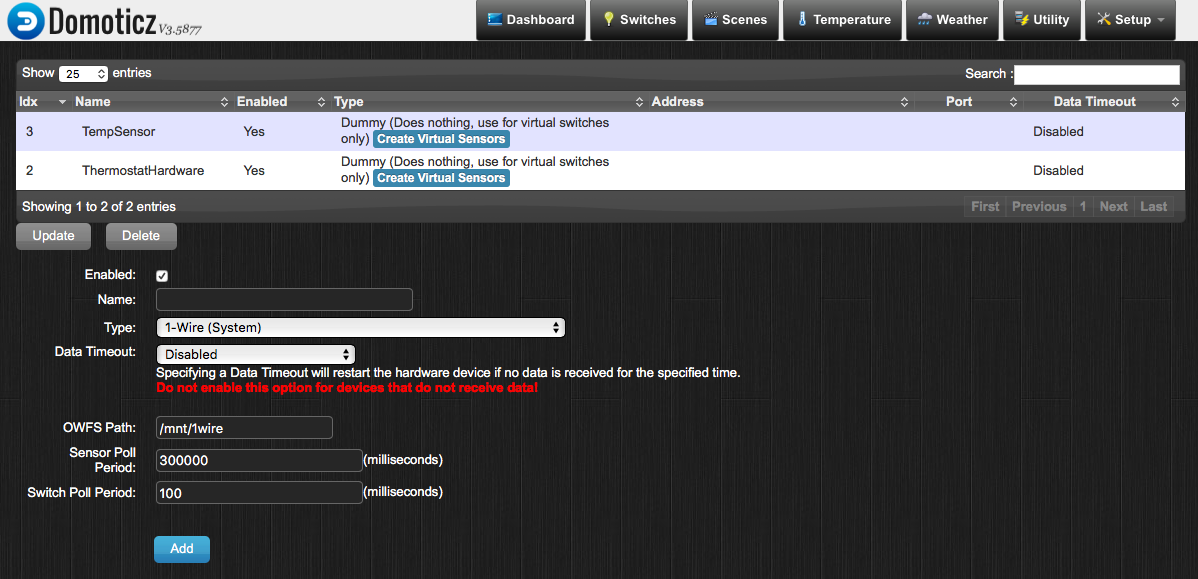 Domoticz V3.5877
Dashboard Switches Scenes Temperature Weather Utility Setup
Show 25 entries Search :
Idx Name Enabled Type Address Port Data Timeout
3 TempSensor Yes Dummy (Does nothing, use for virtual switches only) Create Virtual Sensors Disabled
2 ThermostatHardware Yes Dummy (Does nothing, use for virtual switches only) Create Virtual Sensors Disabled
Showing 1 to 2 of 2 entries First Previous 1 Next Last
Update Delete
Enabled:
Name:
Type: 1-Wire (System)
Data Timeout: Disabled
Specifying a Data Timeout will restart the hardware device if no data is received for the specified time.
Do not enable this option for devices that do not receive data!
OWFS Path: /mnt/1wire
Sensor Poll Period: 300000 (milliseconds)
Switch Poll Period: 100 (milliseconds)
Add